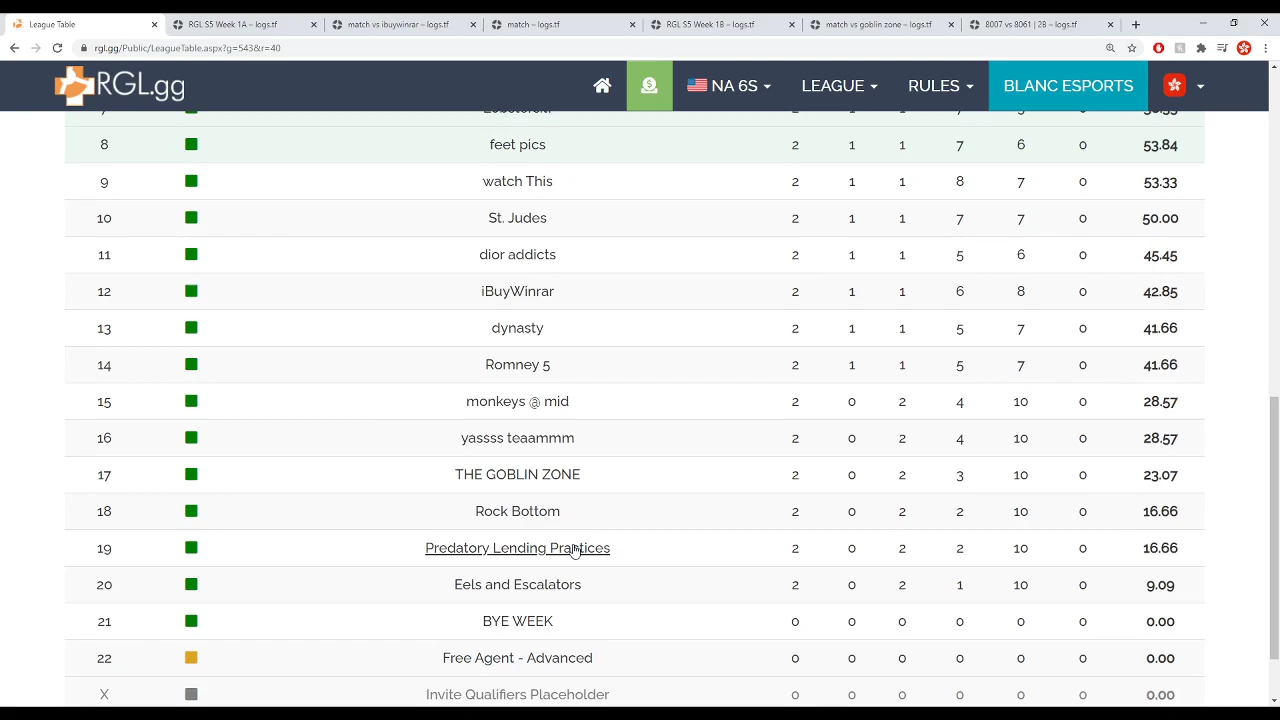 League Table
RGL S5 Week 1A – logs.tf
match vs ibuywinrar – logs.tf
match – logs.tf
RGL S5 Week 1B – logs.tf
match vs goblin zone – logs.tf
8007 vs 8061 | 2B – logs.tf
rgl.gg/Public/LeagueTable.aspx?g=543&r=40
RGL.gg NA 6S LEAGUE RULES BLANC ESPORTS
8 feet pics 2 1 1 7 6 0 53.84
9 watch This 2 1 1 8 7 0 53.33
10 St. Judes 2 1 1 7 7 0 50.00
11 dior addicts 2 1 1 5 6 0 45.45
12 iBuyWinrar 2 1 1 6 8 0 42.85
13 dynasty 2 1 1 5 7 0 41.66
14 Romney 5 2 1 1 5 7 0 41.66
15 monkeys @ mid 2 0 2 4 10 0 28.57
16 yassss teaammm 2 0 2 4 10 0 28.57
17 THE GOBLIN ZONE 2 0 2 3 10 0 23.07
18 Rock Bottom 2 0 2 2 10 0 16.66
19 Predatory Lending Practices 2 0 2 2 10 0 16.66
20 Eels and Escalators 2 0 2 1 10 0 9.09
21 BYE WEEK 0 0 0 0 0 0 0.00
22 Free Agent - Advanced 0 0 0 0 0 0 0.00
X Invite Qualifiers Placeholder 0 0 0 0 0 0 0.00